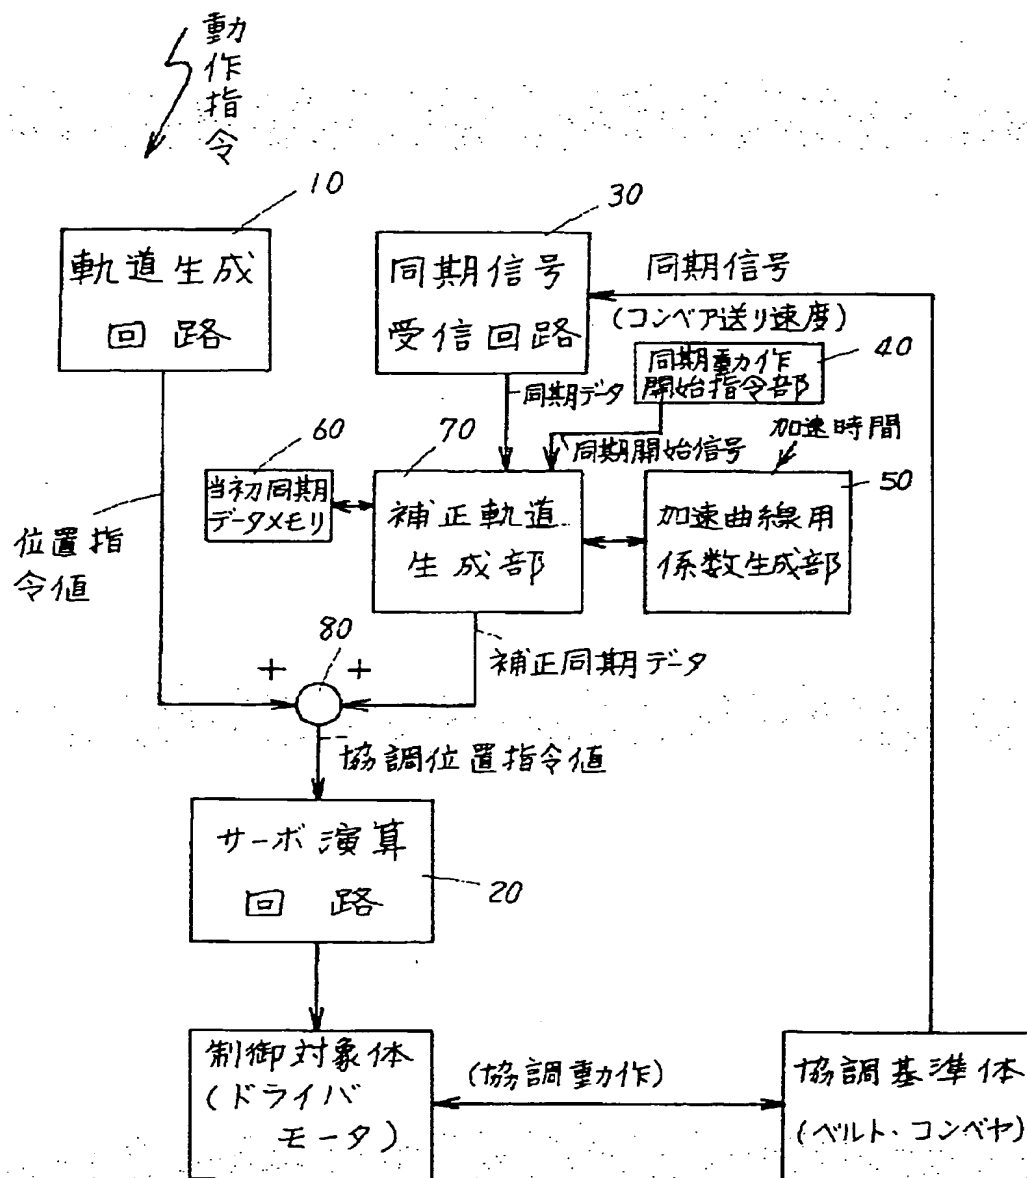 動作指令
10
軌道生成
回路
30
同期信号
受信回路
同期信号
(コンベア送り速度)
40
同期動作
開始指令部
同期データ
同期開始信号
加速時間
60
当初同期
データメモリ
70
補正軌道
生成部
50
加速曲線用
係数生成部
位置指
令値
80
+
+
補正同期データ
協調位置指令値
サーボ演算
回路
20
制御対象体
(ドライバ
モータ)
(協調動作)
協調基準体
(ベルト・コンベヤ)